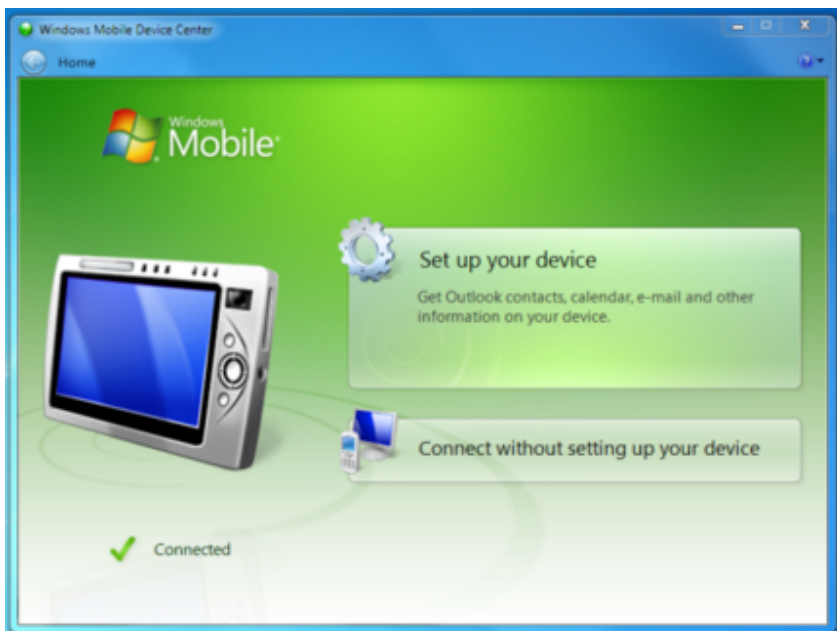 Windows Mobile Device Center
Home
Windows
Mobile
Set up your device
Get Outlook contacts, calendar, e-mail and other
information on your device.
Connect without setting up your device
Connected